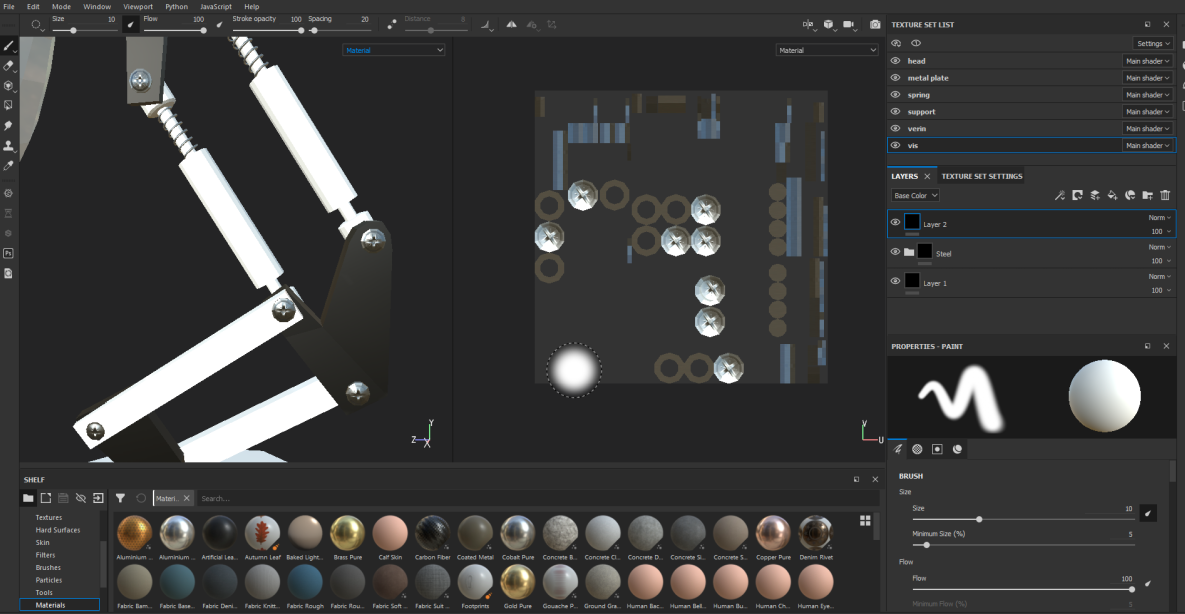 File Edit Mode Window Viewport Python JavaScript Help
Size 10 Flow 100 Stroke opacity 100 Spacing 20 Distance 8
Material
Material
TEXTURE SET LIST
Settings
head Main shader
metal plate Main shader
spring Main shader
support Main shader
verin Main shader
vis Main shader
LAYERS TEXTURE SET SETTINGS
Base Color
Layer 2 Norm 100
Steel Norm 100
Layer 1 Norm 100
PROPERTIES - PAINT
Y
Z X
V
U
BRUSH
Size
Size 10
Minimum Size (%) 5
Flow
Flow 100
Minimum Flow (%) 5
SHELF
Materi... Search...
Textures
Hard Surfaces
Skin
Filters
Brushes
Particles
Tools
Materials
Aluminium ... Aluminium ... Artificial Lea... Autumn Leaf Baked Light... Brass Pure Calf Skin Carbon Fiber Coated Metal Cobalt Pure Concrete B... Concrete Cl... Concrete D... Concrete Si... Concrete S... Copper Pure Denim Rivet
Fabric Bam... Fabric Base... Fabric Deni... Fabric Knitt... Fabric Rough Fabric Rou... Fabric Soft ... Fabric Suit ... Footprints Gold Pure Gouache P... Ground Gra... Human Bac... Human Bell... Human Bu... Human Ch... Human Eye...
Ps